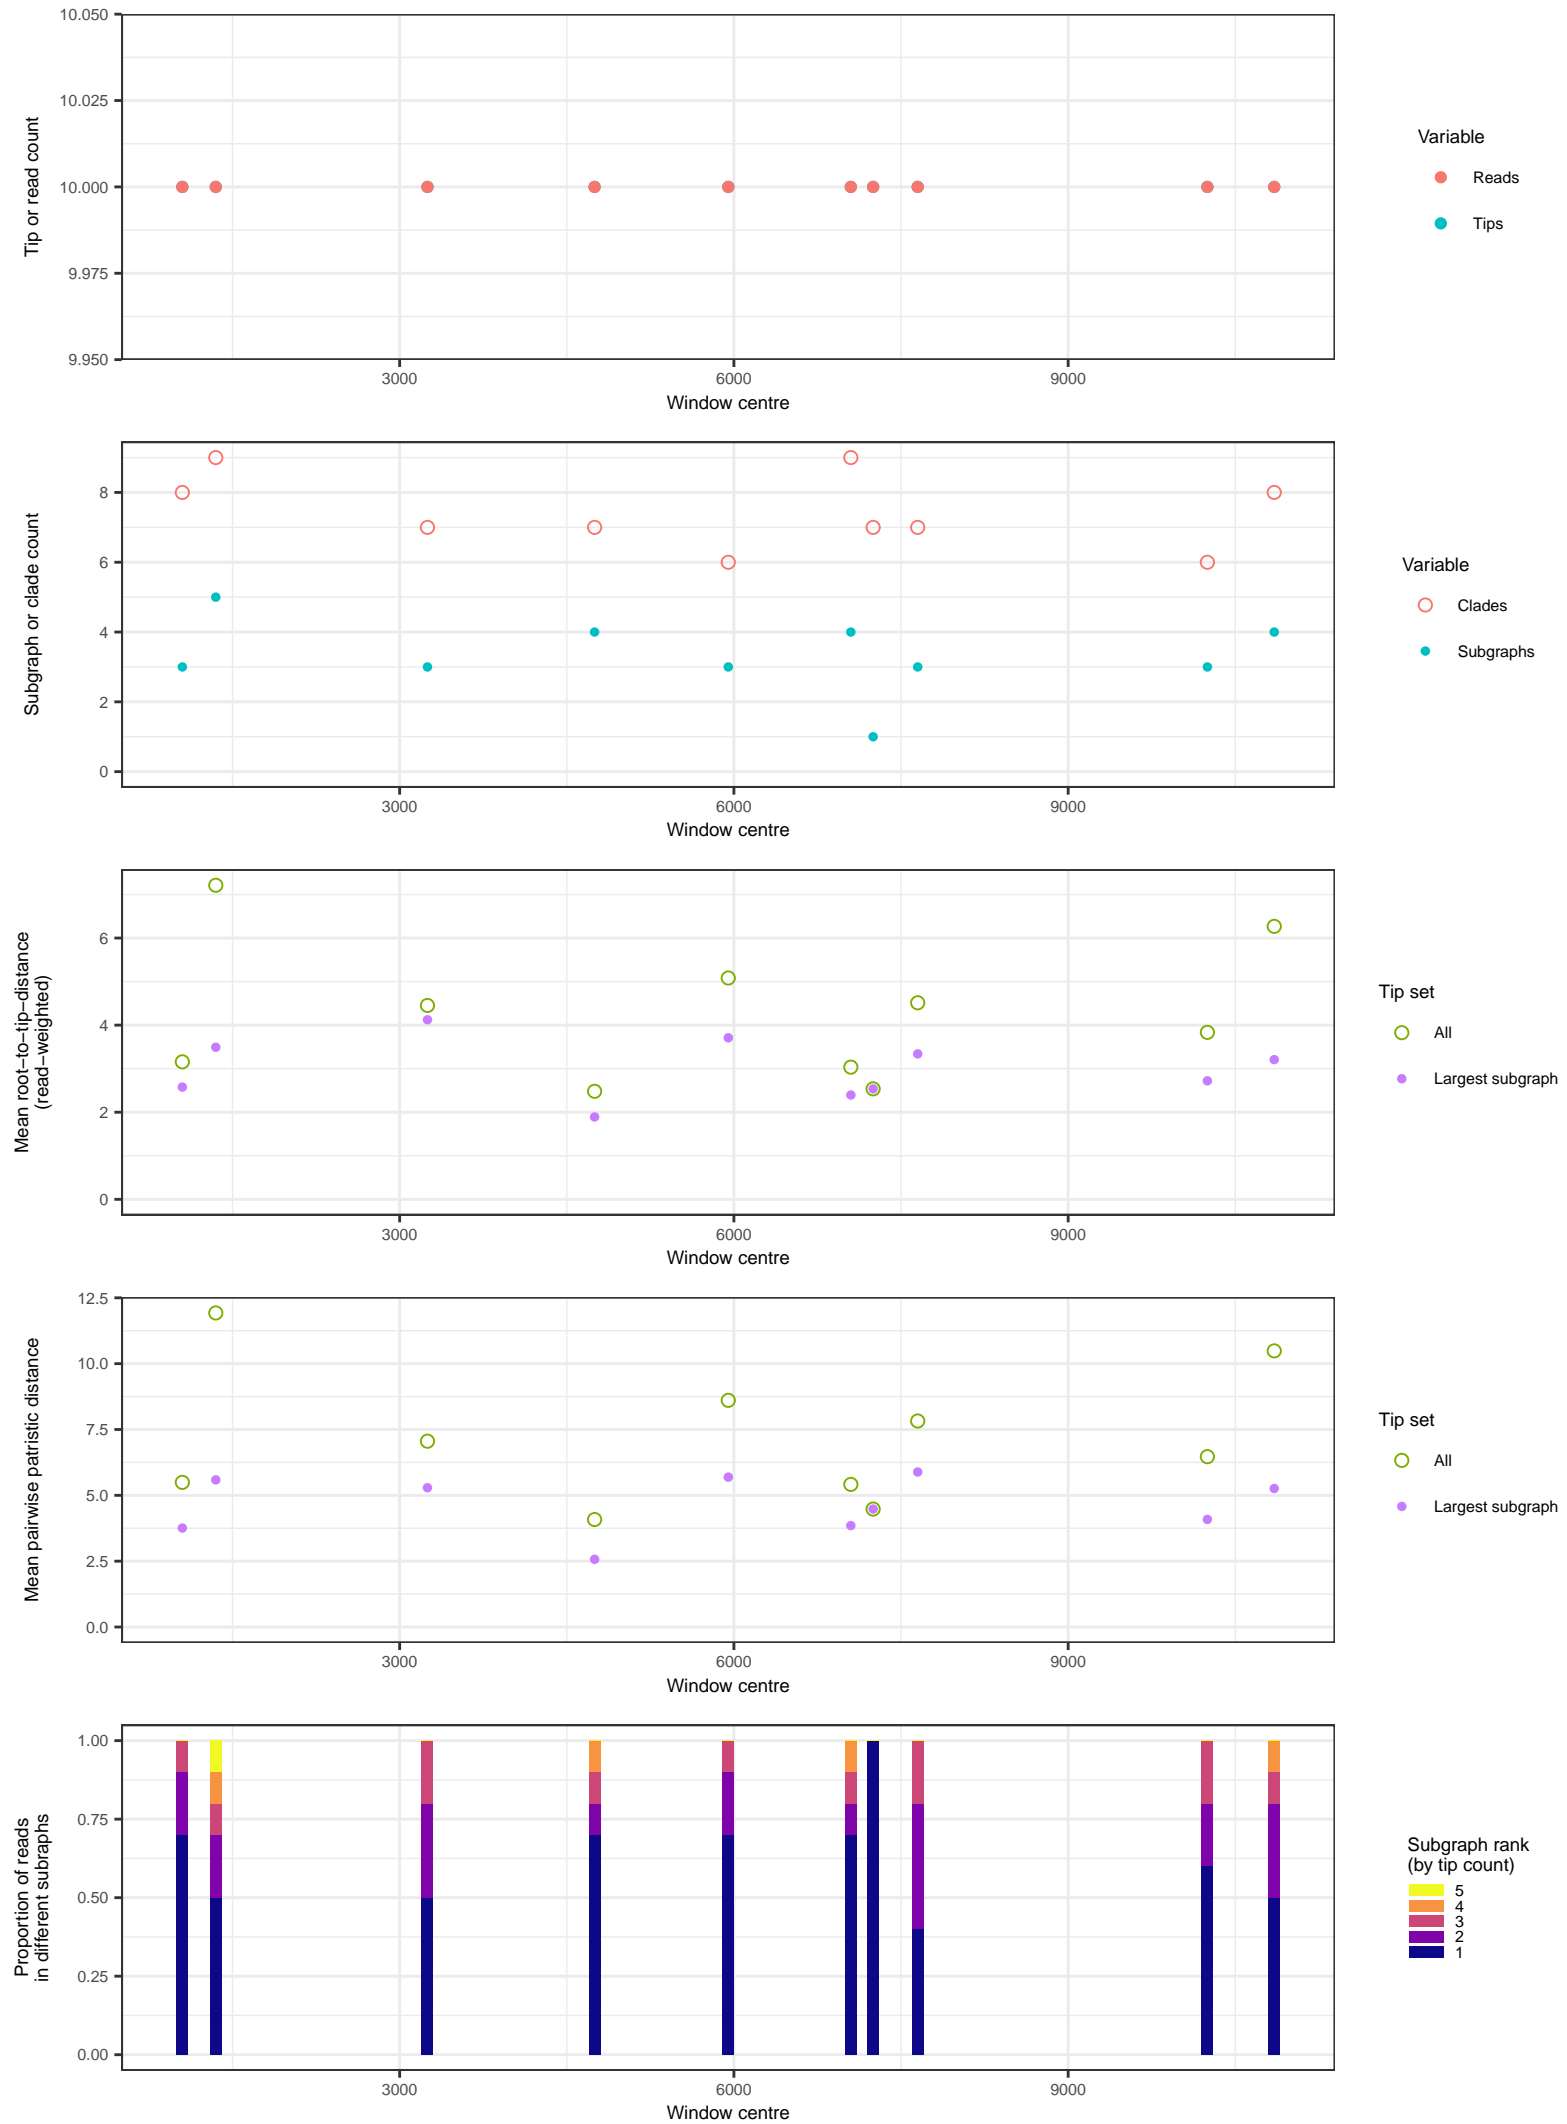 10.050
10.025
10.000
9.975
9.950
Tip or read count
3000 6000 9000
Window centre
Variable
Reads
Tips
8
6
4
2
0
Subgraph or clade count
3000 6000 9000
Window centre
Variable
Clades
Subgraphs
6
4
2
0
Mean root−to−tip−distance
(read−weighted)
3000 6000 9000
Window centre
Tip set
All
Largest subgraph
12.5
10.0
7.5
5.0
2.5
0.0
Mean pairwise patristic distance
3000 6000 9000
Window centre
Tip set
All
Largest subgraph
1.00
0.75
0.50
0.25
0.00
Proportion of reads
in different subraphs
3000 6000 9000
Window centre
Subgraph rank
(by tip count)
5
4
3
2
1